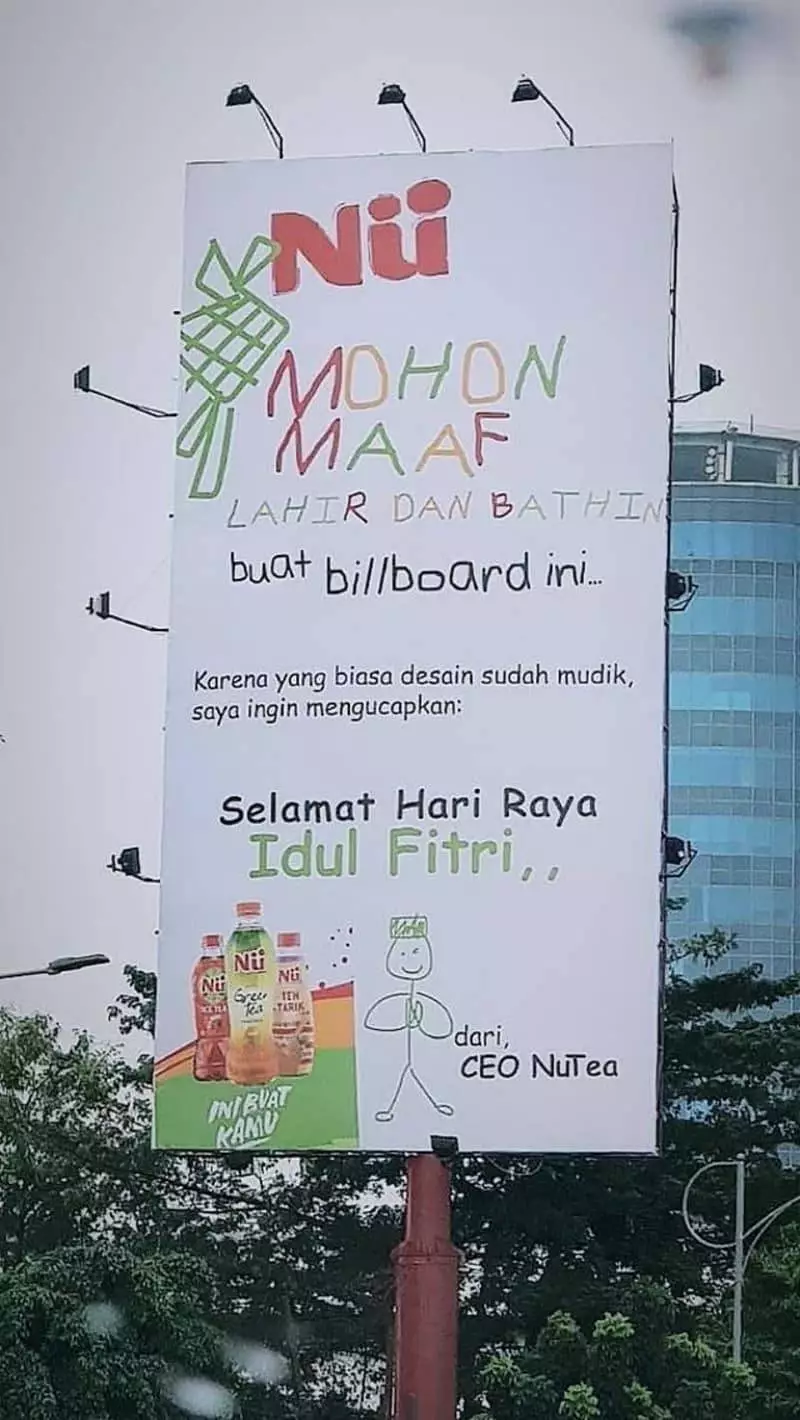 Nü
MOHON
MAAF
LAHIR DAN BATHIN
buat billboard ini...
Karena yang biasa desain sudah mudik,
saya ingin mengucapkan:
Selamat Hari Raya
Idul Fitri,,
Nü
Nü
Nü
Green
Tea
TEH
TARIK
INI BUAT
KAMU
dari,
CEO NuTea